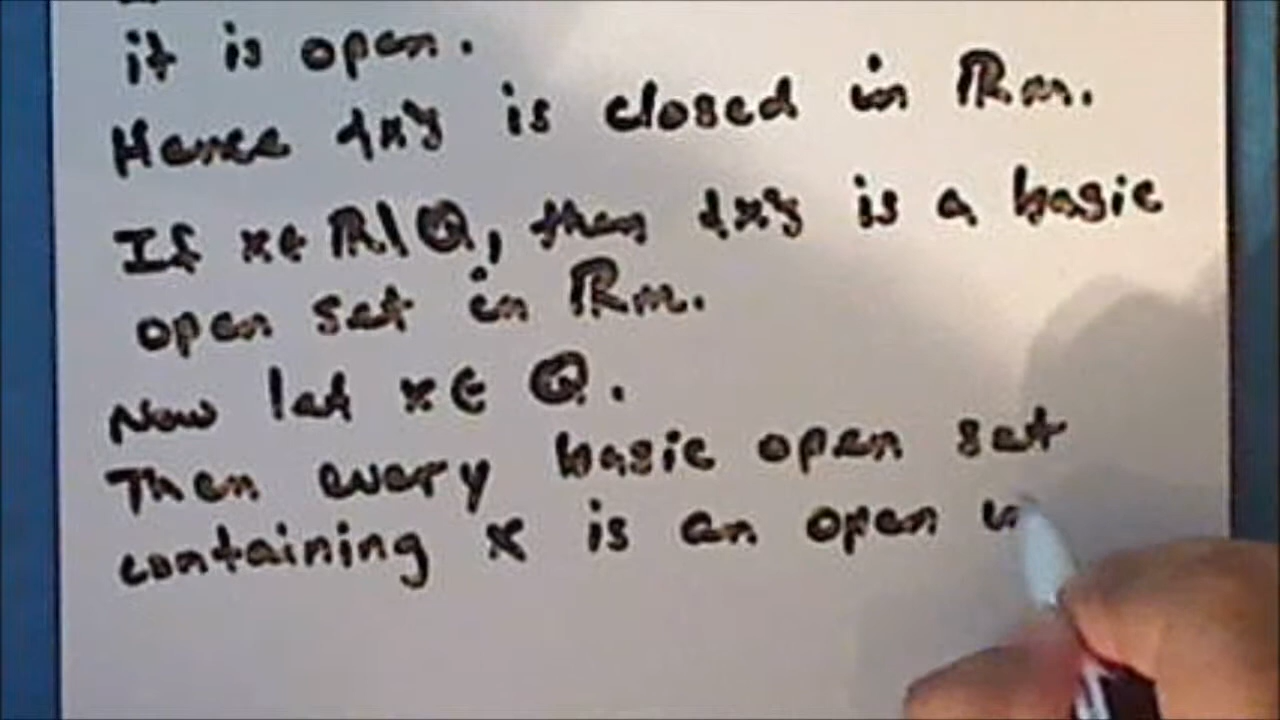 it is open.
Hence {x} is closed in ℝm.
If x∈ ℝ\ℚ, then {x} is a basic
open set in ℝm.
Now let x∈ ℚ.
Then every basic open set
containing x is an open